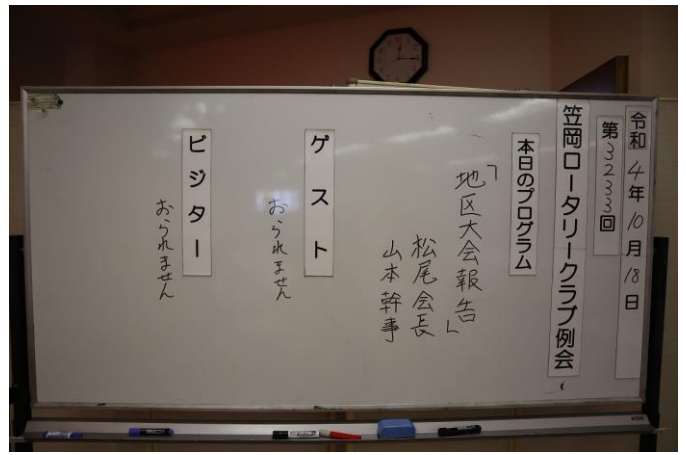 令和4年10月18日
第3233回
笠岡ロータリークラブ例会
本日のプログラム
「地区大会報告」
松尾会長
山本幹事
ゲスト
おられません
ビジター
おられません